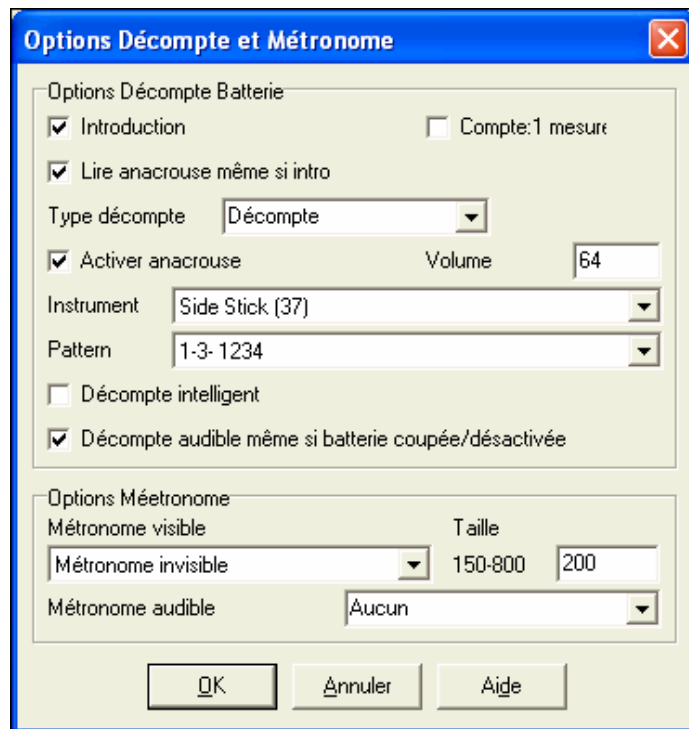 Options Décompte et Métronome
Options Décompte Batterie
Introduction Compte:1 mesure
Lire anacrouse même si intro
Type décompte Décompte
Activer anacrouse Volume 64
Instrument Side Stick (37)
Pattern 1-3- 1234
Décompte intelligent
Décompte audible même si batterie coupée/désactivée
Options Méetronome
Métronome visible Taille
Métronome invisible 150-800 200
Métronome audible Aucun
OK Annuler Aide